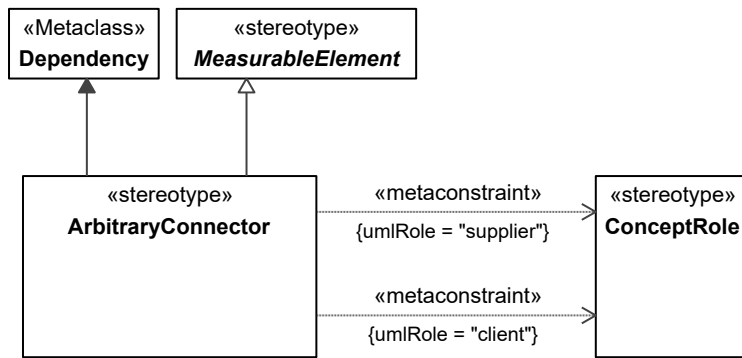 «Metaclass»
Dependency
«stereotype»
MeasurableElement
«stereotype»
ArbitraryConnector
«metaconstraint»
{umlRole = "supplier"}
«metaconstraint»
{umlRole = "client"}
«stereotype»
ConceptRole